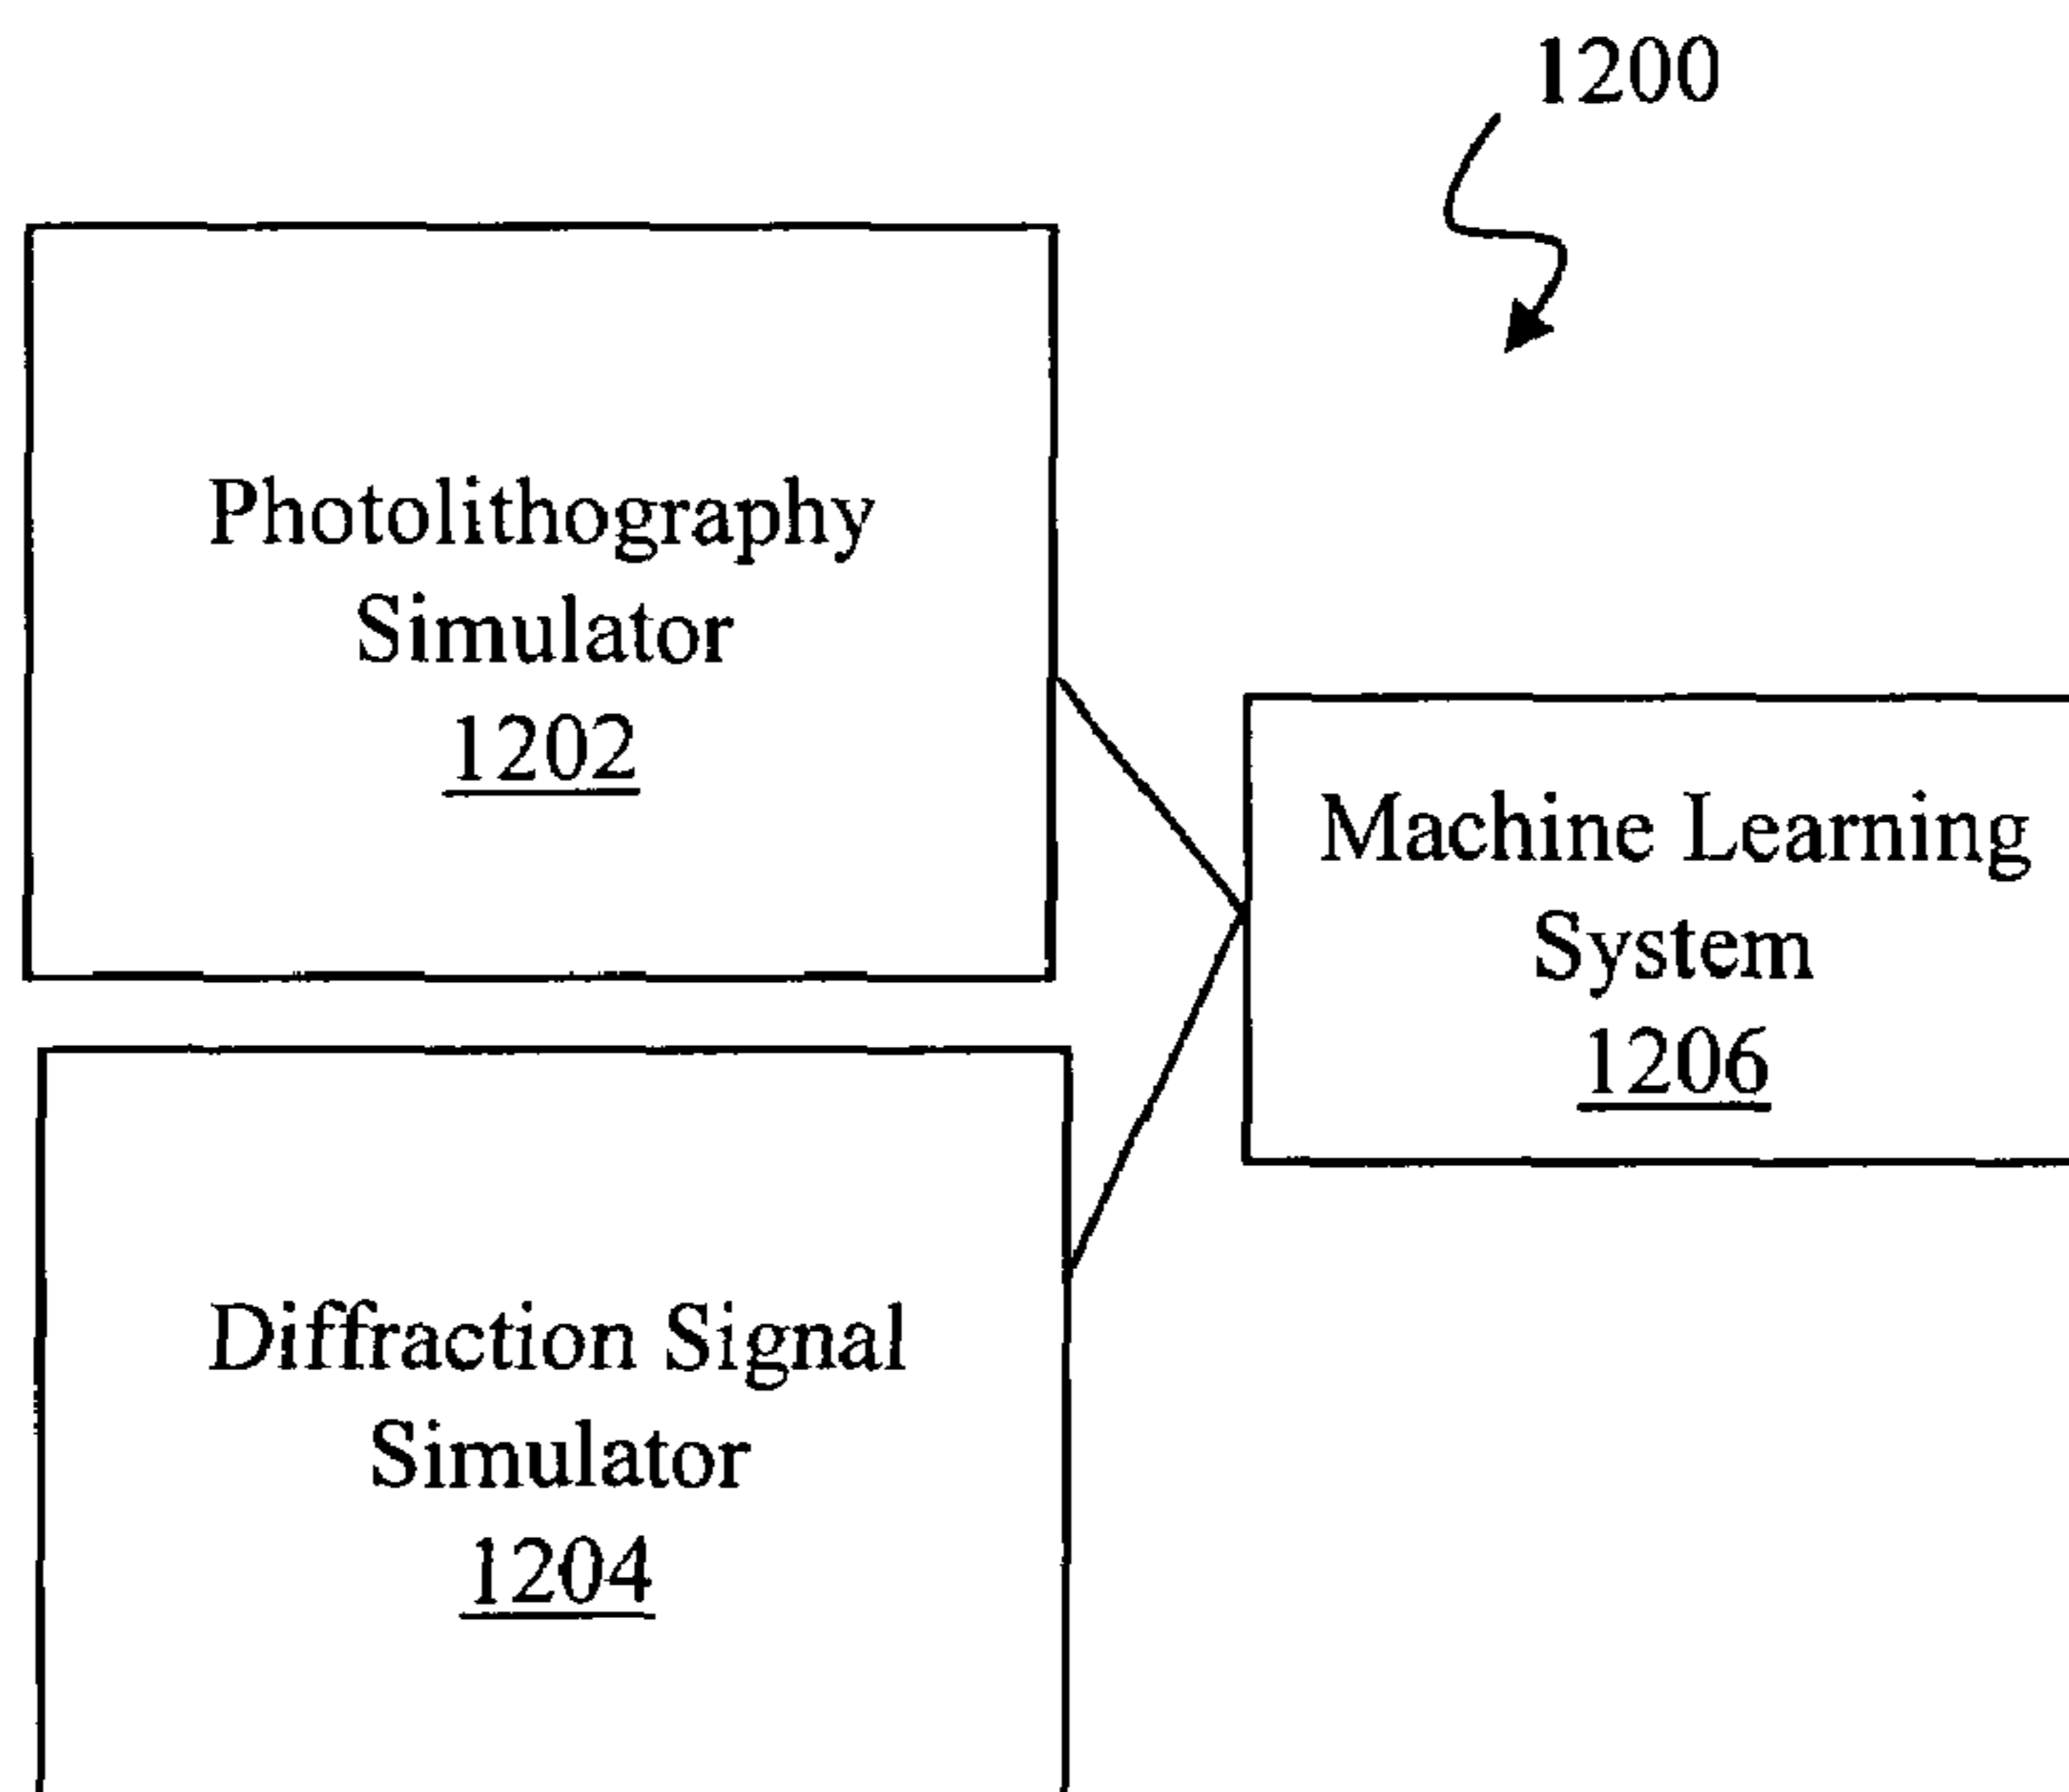 1200
Photolithography
Simulator
1202
Machine Learning
System
1206
Diffraction Signal
Simulator
1204